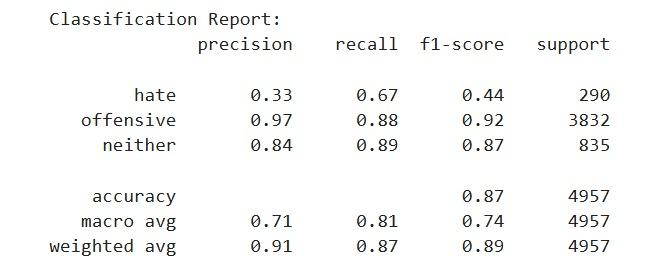 Classification Report:
precision recall f1-score support
hate 0.33 0.67 0.44 290
offensive 0.97 0.88 0.92 3832
neither 0.84 0.89 0.87 835
accuracy 0.87 4957
macro avg 0.71 0.81 0.74 4957
weighted avg 0.91 0.87 0.89 4957